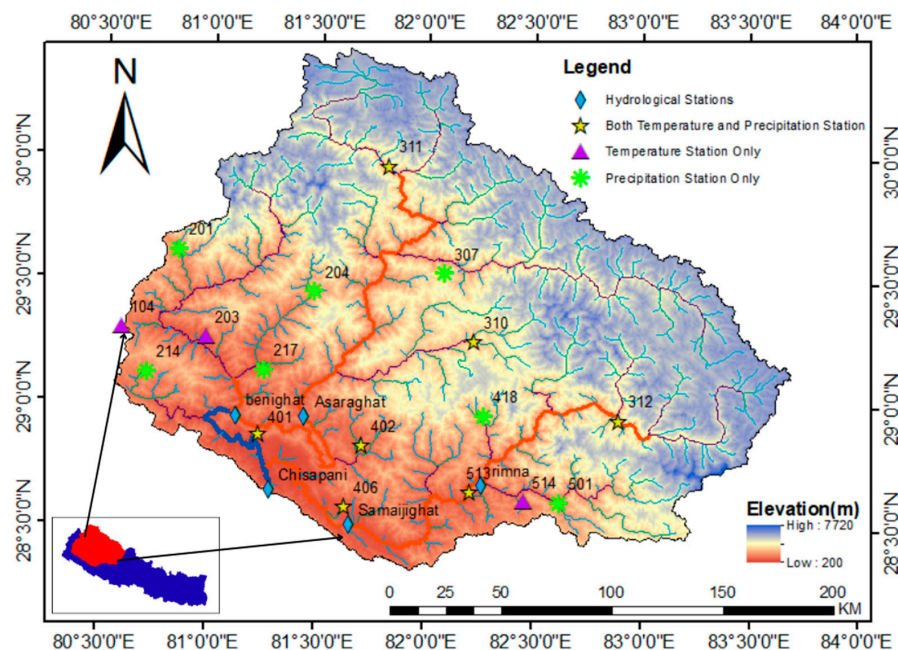 80°30'0"E 81°0'0"E 81°30'0"E 82°0'0"E 82°30'0"E 83°0'0"E 83°30'0"E 84°0'0"E
N
Legend
Hydrological Stations
Both Temperature and Precipitation Station
Temperature Station Only
Precipitation Station Only
30°0'0"N
29°30'0"N
29°0'0"N
28°30'0"N
30°0'0"N
29°30'0"N
29°0'0"N
28°30'0"N
311
201
307
204
104
203
310
214
217
benighat
Asaraghat
418
312
401
402
Chisapani
513
rimna
406
514
501
Samaijighat
Elevation(m)
High : 7720
Low : 200
0 25 50 100 150 200
KM
80°30'0"E 81°0'0"E 81°30'0"E 82°0'0"E 82°30'0"E 83°0'0"E 83°30'0"E